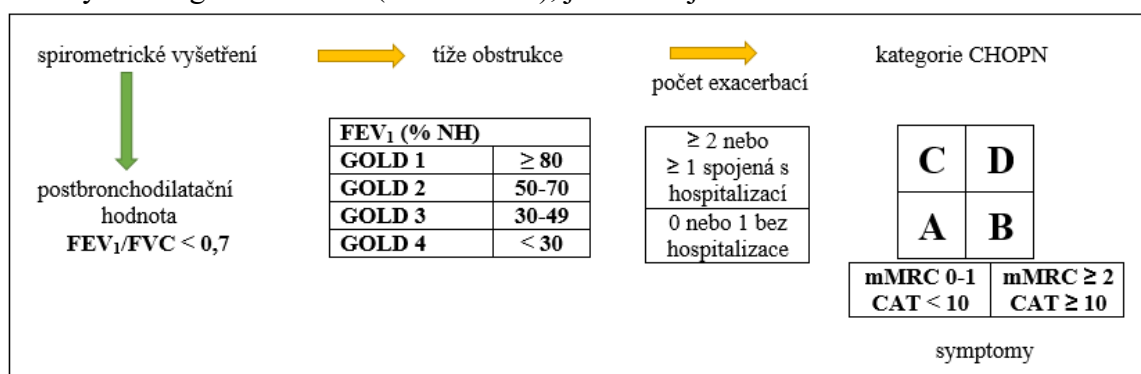 spirometrické vyšetření
tíže obstrukce
počet exacerbací
kategorie CHOPN
postbronchodilatační
hodnota
FEV₁/FVC < 0,7
FEV₁ (% NH)
GOLD 1 ≥ 80
GOLD 2 50-70
GOLD 3 30-49
GOLD 4 < 30
≥ 2 nebo
≥ 1 spojená s
hospitalizací
0 nebo 1 bez
hospitalizace
C D
A B
mMRC 0-1 mMRC ≥ 2
CAT < 10 CAT ≥ 10
symptomy